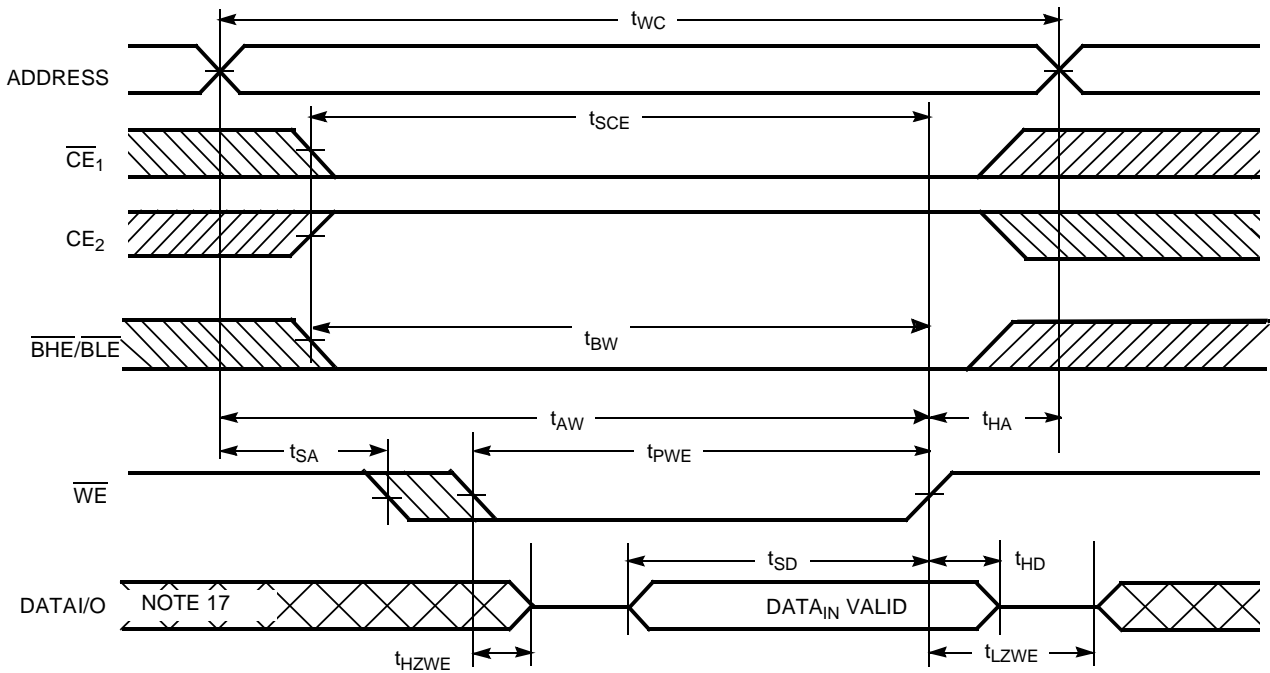 tWC
ADDRESS
tSCE
CE1
CE2
tBW
BHE/BLE
tAW
tHA
tSA
tPWE
WE
tSD
tHD
DATAI/O
NOTE 17
DATAIN VALID
tHZWE
tLZWE